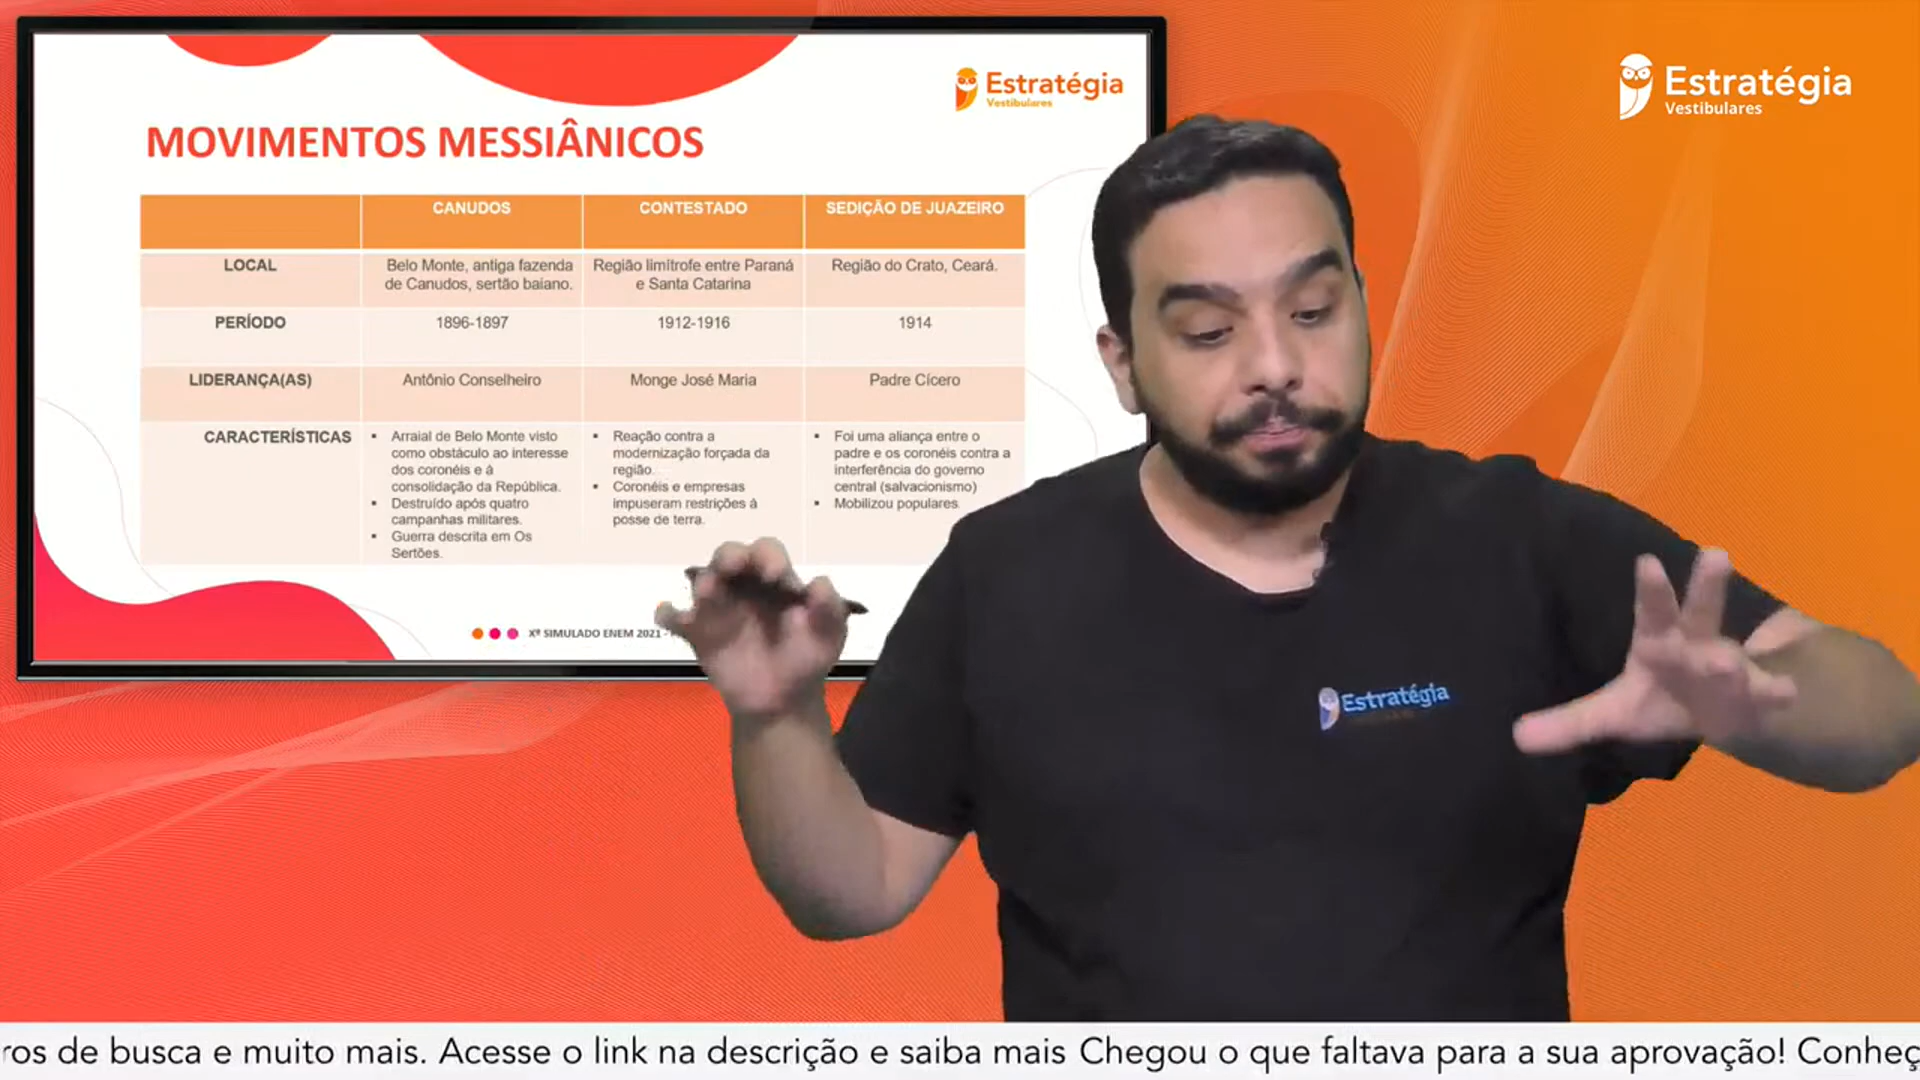 Estratégia
Vestibulares
Estratégia
Vestibulares
MOVIMENTOS MESSIÂNICOS
CANUDOS
CONTESTADO
SEDIÇÃO DE JUAZEIRO
LOCAL
Belo Monte, antiga fazenda
de Canudos, sertão baiano.
Região limítrofe entre Paraná
e Santa Catarina
Região do Crato, Ceará.
PERÍODO
1896-1897
1912-1916
1914
LIDERANÇA(AS)
Antônio Conselheiro
Monge José Maria
Padre Cícero
CARACTERÍSTICAS
▪ Arraial de Belo Monte visto
como obstáculo ao interesse
dos coronéis e à
consolidação da República.
▪ Destruído após quatro
campanhas militares.
▪ Guerra descrita em Os
Sertões.
▪ Reação contra a
modernização forçada da
região.
▪ Coronéis e empresas
impuseram restrições à
posse de terra.
▪ Foi uma aliança entre o
padre e os coronéis contra a
interferência do governo
central (salvacionismo)
▪ Mobilizou populares.
Xº SIMULADO ENEM 2021 -
Estratégia
ros de busca e muito mais. Acesse o link na descrição e saiba mais Chegou o que faltava para a sua aprovação! Conheç